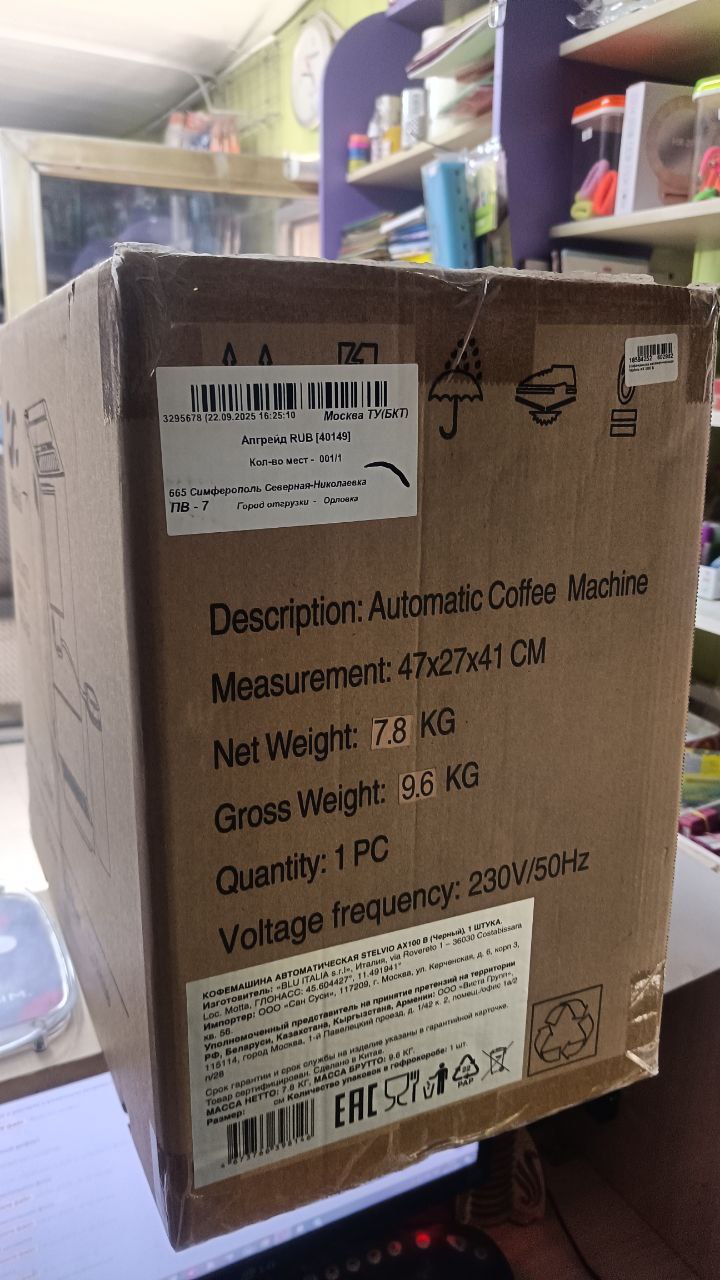 3295678 (22.09.2025 16:25:10 Москва ТУ(БКТ)
Апгрейд RUB [40149]
Кол-во мест - 001/1
665 Симферополь Северная-Николаевка
ПВ - 7 Город отгрузки - Орловка
Description: Automatic Coffee Machine
Measurement: 47x27x41 CM
Net Weight: 7.8 KG
Gross Weight: 9.6 KG
Quantity: 1 PC
Voltage frequency: 230V/50Hz
КОФЕМАШИНА АВТОМАТИЧЕСКАЯ STELVIO AX100 B (Черный), 1 ШТУКА.
Изготовитель: «BLU ITALIA s.r.l», Италия, via Rovereto 1 – 36030 Costabissara
Loc. Motta, ГЛОНАСС: 45.604427°, 11.491941°
Импортер: ООО «Сан Суси», 117209, г. Москва, ул. Керченская, д. 6, корп 3,
кв. 56.
Уполномоченный представитель на принятие претензий на территории
РФ, Беларуси, Казахстана, Кыргызстана, Армении: ООО «Виста Групп»,
115114, город Москва, 1-й Павелецкий проезд, д. 1/42 к. 2, помещ./офис 1а/2
п/28
Срок гарантии и срок службы на изделие указаны в гарантийной карточке.
Товар сертифицирован. Сделано в Китае.
МАССА НЕТТО: 7.8 КГ, МАССА БРУТТО: 9.6 КГ.
Размер: см Количество упаковок в гофрокоробе: 1 шт.
EAC
22
PAP